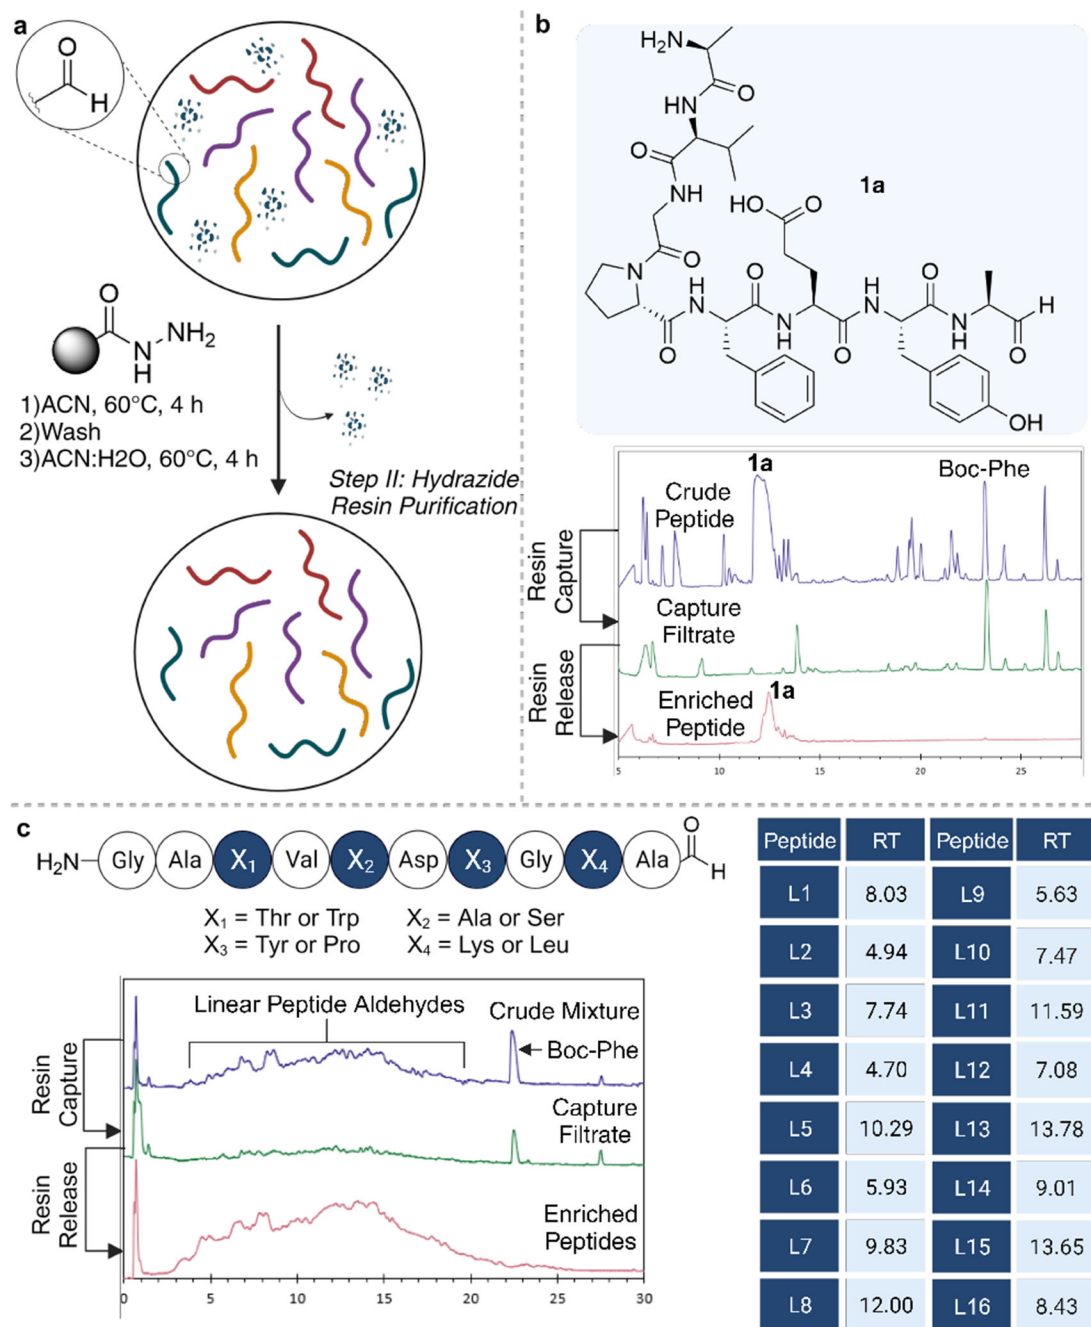 a
O
H
O
N
H
NH2
1)ACN, 60°C, 4 h
2)Wash
3)ACN:H2O, 60°C, 4 h
Step II: Hydrazide
Resin Purification
b
H2N
O
NH
O
NH
1a
HO
O
O
N
H
N
O
N
H
O
H
N
O
O
N
H
H
O
OH
1a
Crude
Peptide
Boc-Phe
Resin
Capture
Capture
Filtrate
Resin
Release
Enriched
Peptide
1a
5 10 15 20 25
c
H2N Gly Ala X1 Val X2 Asp X3 Gly X4 Ala O H
X1 = Thr or Trp X2 = Ala or Ser
X3 = Tyr or Pro X4 = Lys or Leu
Linear Peptide Aldehydes
Crude Mixture
Boc-Phe
Resin
Capture
Capture
Filtrate
Resin
Release
Enriched
Peptides
0 5 10 15 20 25 30
Peptide RT Peptide RT
L1 8.03 L9 5.63
L2 4.94 L10 7.47
L3 7.74 L11 11.59
L4 4.70 L12 7.08
L5 10.29 L13 13.78
L6 5.93 L14 9.01
L7 9.83 L15 13.65
L8 12.00 L16 8.43